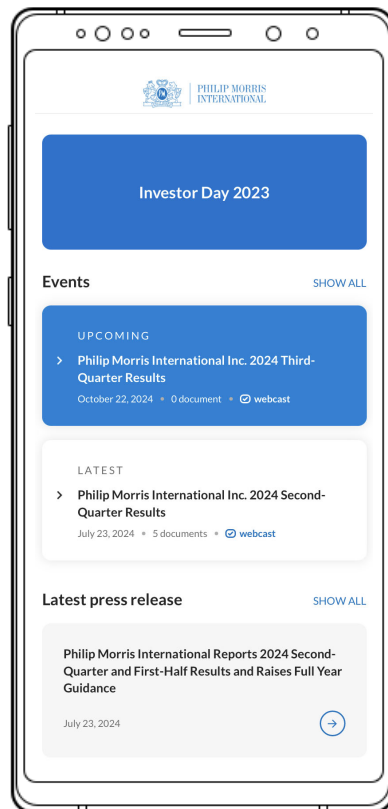 PM
PHILIP MORRIS
INTERNATIONAL
Investor Day 2023
Events
SHOW ALL
UPCOMING
Philip Morris International Inc. 2024 Third-
Quarter Results
October 22, 2024 • 0 document • webcast
LATEST
Philip Morris International Inc. 2024 Second-
Quarter Results
July 23, 2024 • 5 documents • webcast
Latest press release
SHOW ALL
Philip Morris International Reports 2024 Second-
Quarter and First-Half Results and Raises Full Year
Guidance
July 23, 2024